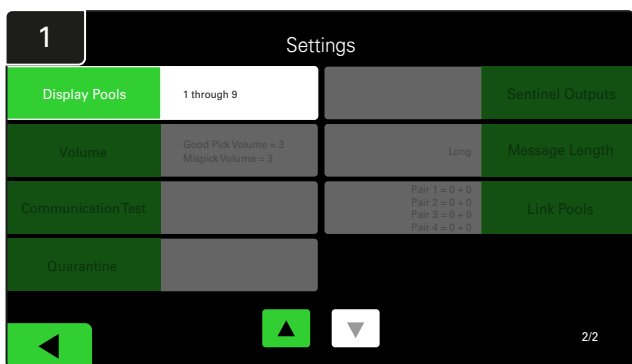 1
Settings
Display Pools
1 through 9
Sentinel Outputs
Volume
Good Pick Volume = 3
Mispick Volume = 3
Long
Message Length
Communication Test
Pair 1 = 0 + 0
Pair 2 = 0 + 0
Pair 3 = 0 + 0
Pair 4 = 0 + 0
Link Pools
Quarantine
2/2